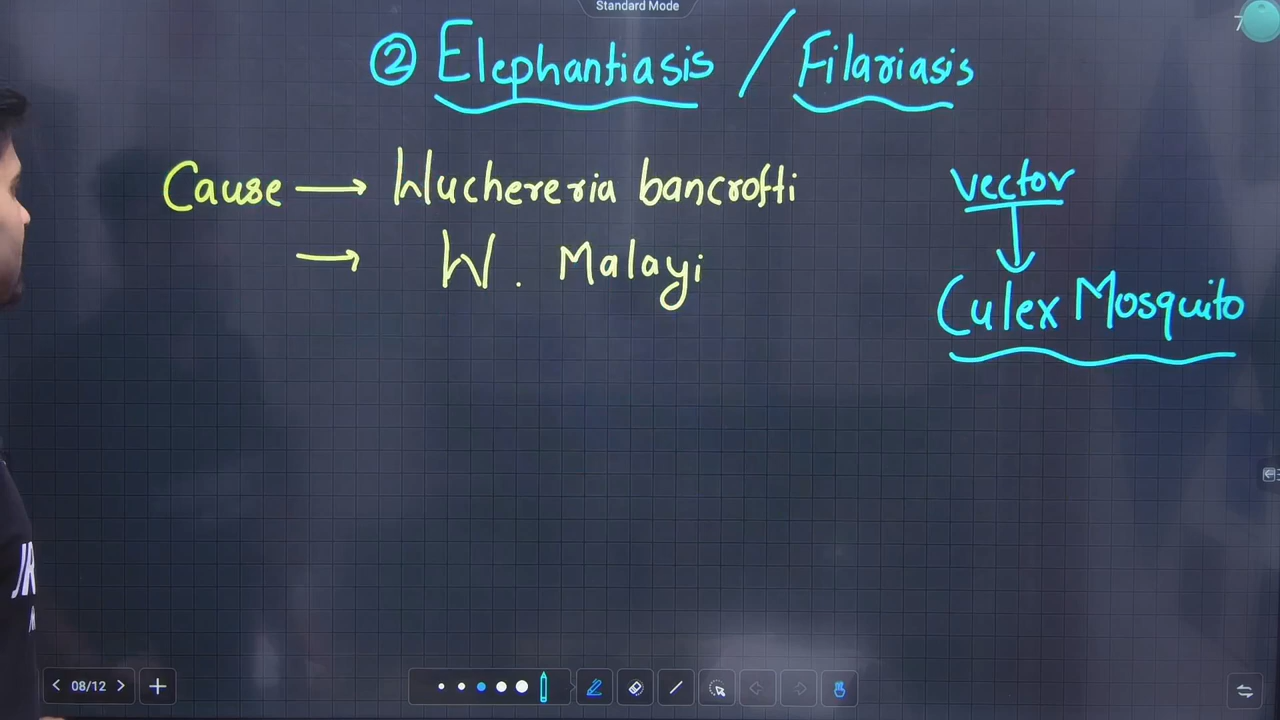 Standard Mode
② Elephantiasis / Filariasis
Cause → Wuchereria bancrofti
→ W. Malayi
vector
↓
Culex Mosquito
08/12